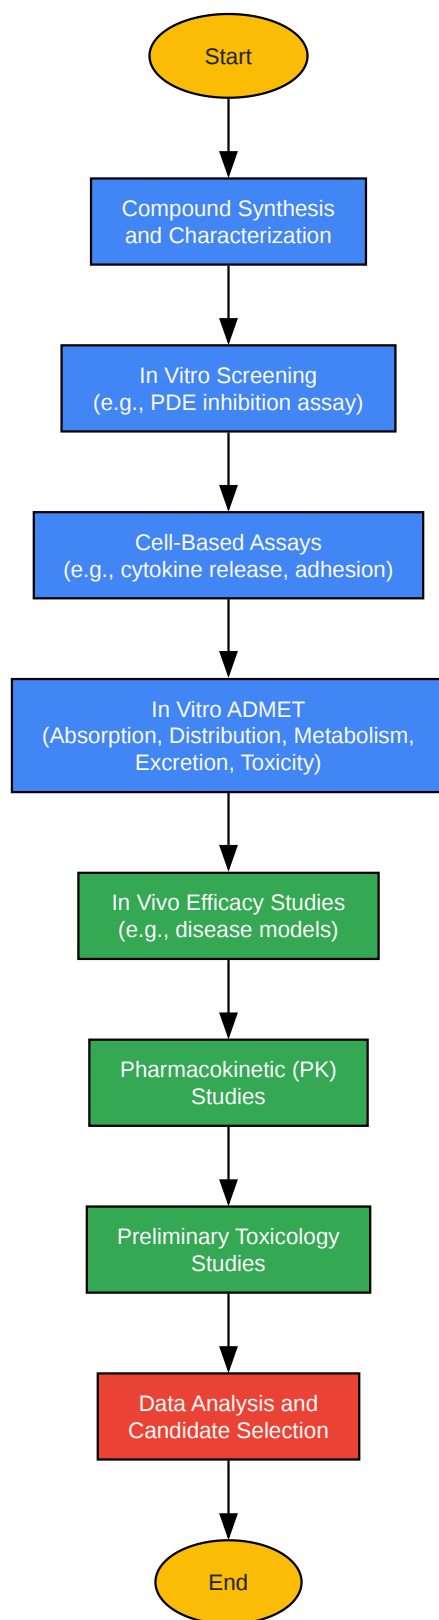 Start
Compound Synthesis
and Characterization
In Vitro Screening
(e.g., PDE inhibition assay)
Cell-Based Assays
(e.g., cytokine release, adhesion)
In Vitro ADMET
(Absorption, Distribution, Metabolism,
Excretion, Toxicity)
In Vivo Efficacy Studies
(e.g., disease models)
Pharmacokinetic (PK)
Studies
Preliminary Toxicology
Studies
Data Analysis and
Candidate Selection
End